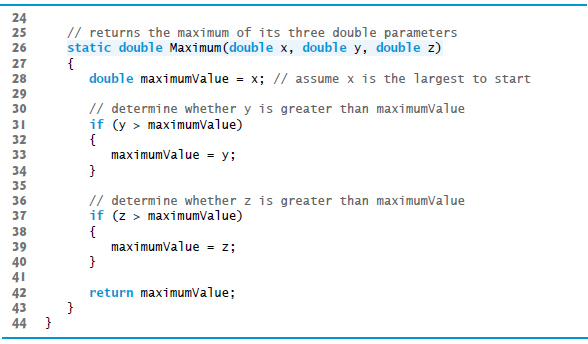 24
25 // returns the maximum of its three double parameters
26 static double Maximum(double x, double y, double z)
27 {
28 double maximumValue = x; // assume x is the largest to start
29
30 // determine whether y is greater than maximumValue
31 if (y > maximumValue)
32 {
33 maximumValue = y;
34 }
35
36 // determine whether z is greater than maximumValue
37 if (z > maximumValue)
38 {
39 maximumValue = z;
40 }
41
42 return maximumValue;
43 }
44 }